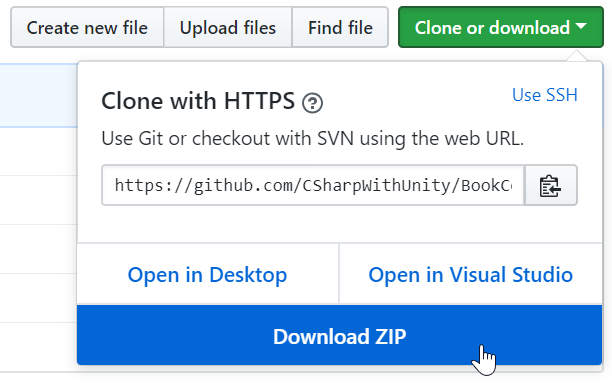 Create new file Upload files Find file Clone or download
Clone with HTTPS ? Use SSH
Use Git or checkout with SVN using the web URL.
https://github.com/CSharpWithUnity/BookC
Open in Desktop Open in Visual Studio
Download ZIP